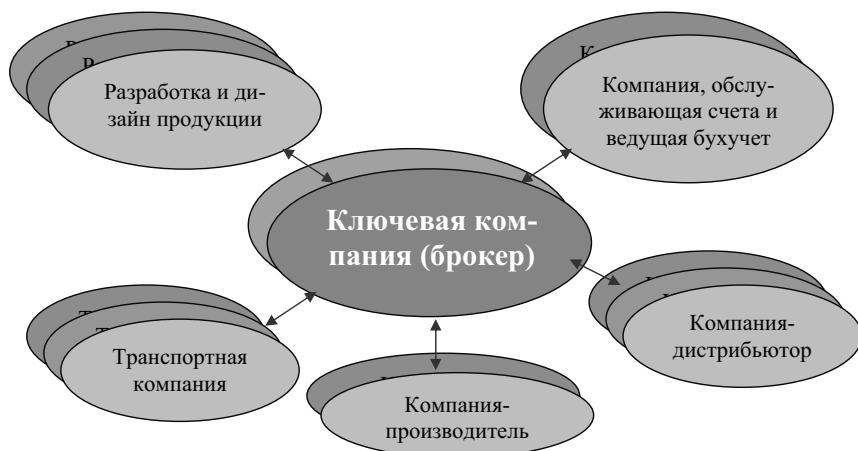 Разработка и ди-
зайн продукции
Компания, обслу-
живающая счета и
ведущая бухучет
Ключевая ком-
пания (брокер)
Транспортная
компания
Компания-
производитель
Компания-
дистрибьютор